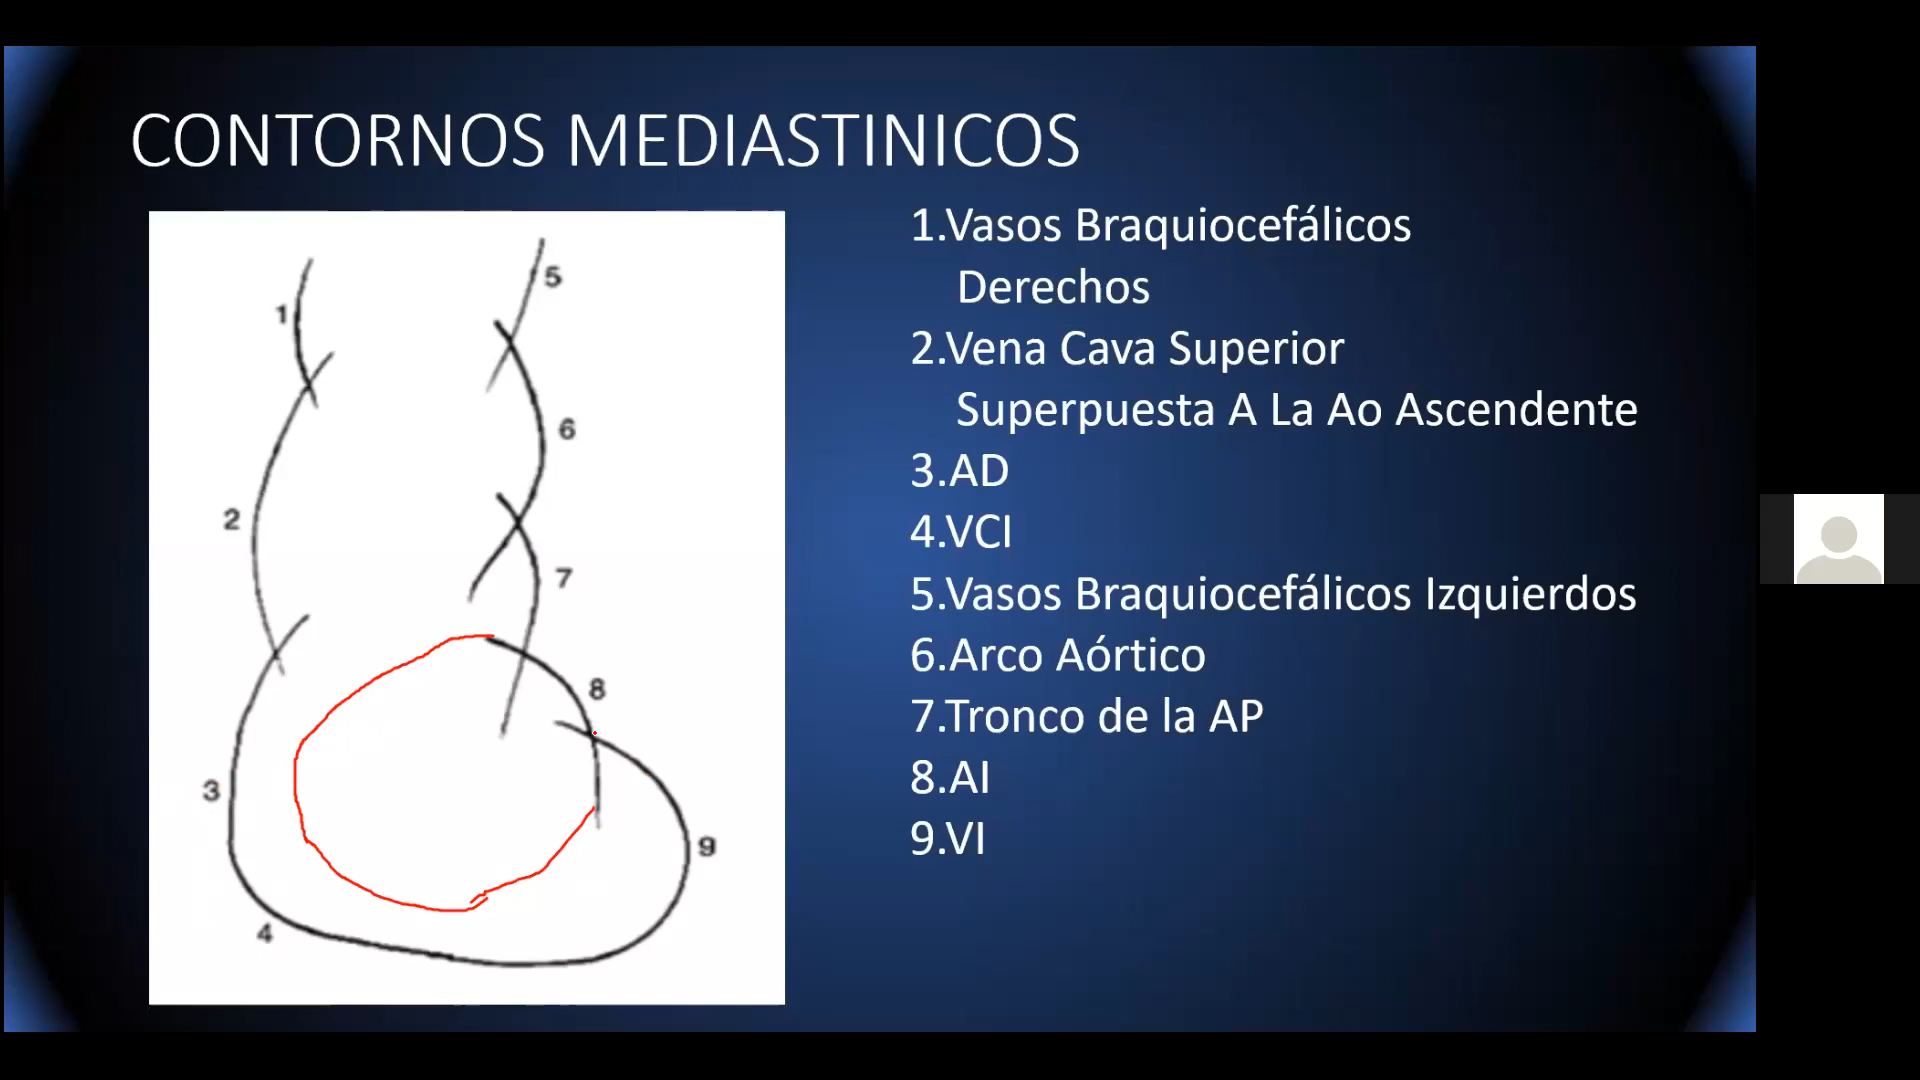 CONTORNOS MEDIASTINICOS
1.Vasos Braquiocefálicos
Derechos
2.Vena Cava Superior
Superpuesta A La Ao Ascendente
3.AD
4.VCI
5.Vasos Braquiocefálicos Izquierdos
6.Arco Aórtico
7.Tronco de la AP
8.AI
9.VI
1
5
6
2
7
8
3
9
4